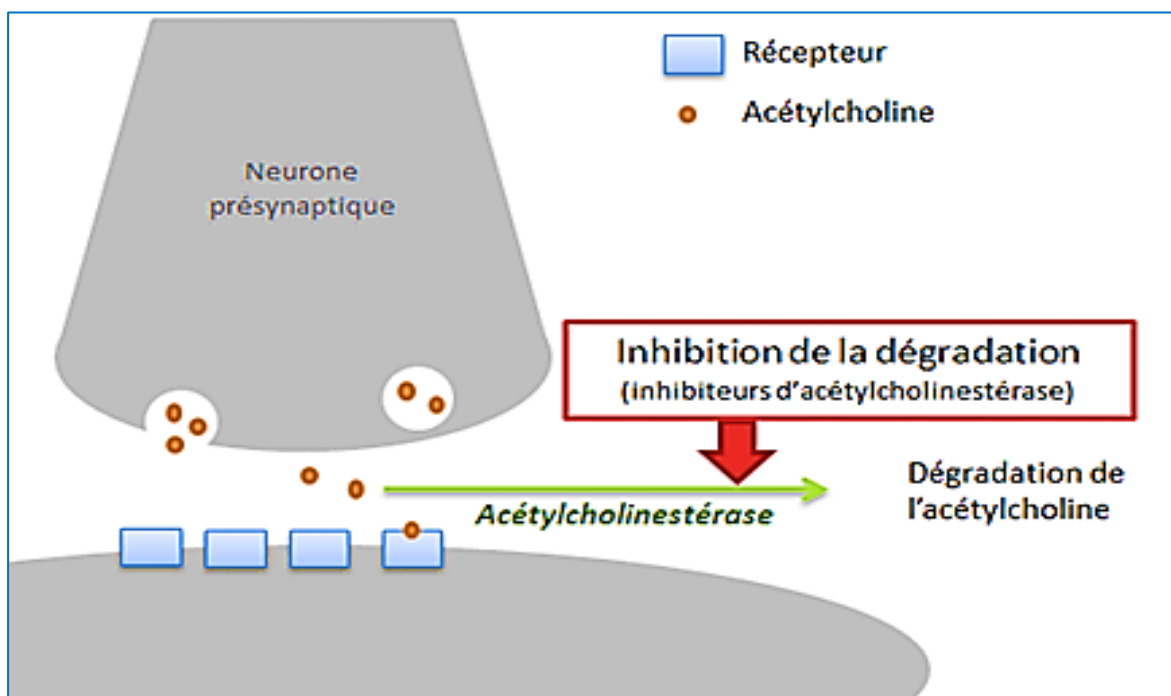 Récepteur
Acétylcholine
Neurone
présynaptique
Inhibition de la dégradation
(inhibiteurs d'acétylcholinestérase)
Acétylcholinestérase
Dégradation de
l'acétylcholine